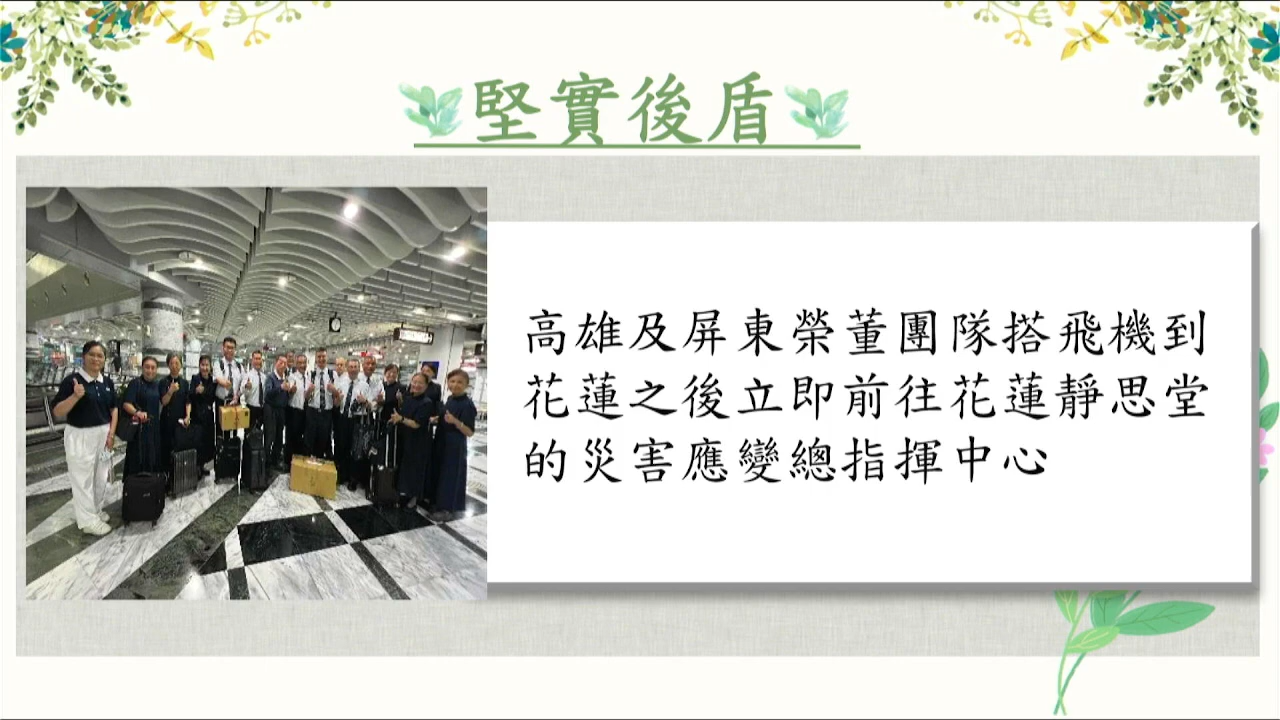 堅實後盾
高雄及屏東榮董團隊搭飛機到
花蓮之後立即前往花蓮靜思堂
的災害應變總指揮中心